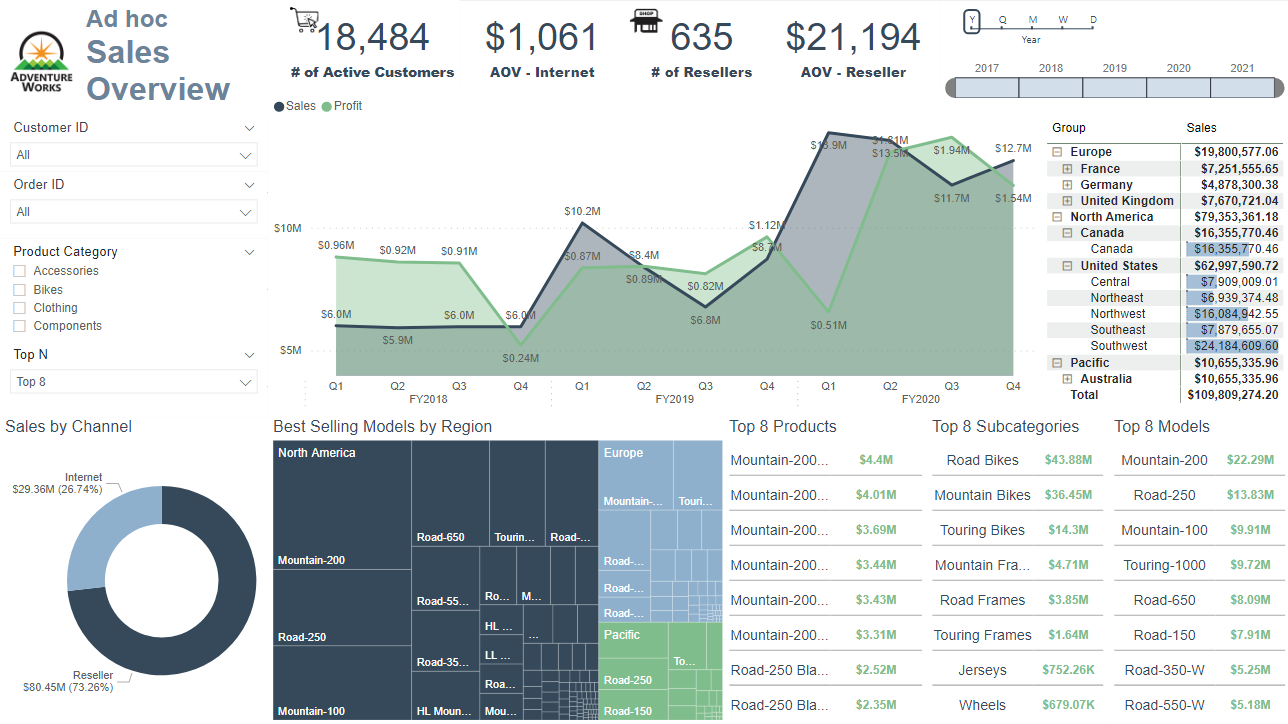 Ad hoc
Sales
Overview
ADVENTURE
WORKS
18,484
# of Active Customers
$1,061
AOV - Internet
SHOP
635
# of Resellers
$21,194
AOV - Reseller
Y Q M W D
Year
2017 2018 2019 2020 2021
Customer ID
All
Order ID
All
Product Category
Accessories
Bikes
Clothing
Components
Top N
Top 8
Sales Profit
$10M
$5M
$0.96M $0.92M $0.91M $0.24M $0.87M $0.89M $0.82M $1.12M $0.51M $1.81M $1.94M $1.54M
$6.0M $5.9M $6.0M $6.0M $10.2M $8.4M $6.8M $8.7M $13.9M $13.5M $11.7M $12.7M
Q1 Q2 Q3 Q4 Q1 Q2 Q3 Q4 Q1 Q2 Q3 Q4
FY2018 FY2019 FY2020
Group Sales
Europe $19,800,577.06
France $7,251,555.65
Germany $4,878,300.38
United Kingdom $7,670,721.04
North America $79,353,361.18
Canada $16,355,770.46
Canada $16,355,770.46
United States $62,997,590.72
Central $7,909,009.01
Northeast $6,939,374.48
Northwest $16,084,942.55
Southeast $7,879,655.07
Southwest $24,184,609.60
Pacific $10,655,335.96
Australia $10,655,335.96
Total $109,809,274.20
Sales by Channel
Internet
$29.36M (26.74%)
Reseller
$80.45M (73.26%)
Best Selling Models by Region
North America
Mountain-200
Road-250
Mountain-100
Road-650
Tourin...
Road-...
Road-55...
Ro...
M...
HL ...
...
LL ...
Road-35...
Roa...
HL Moun...
Mou...
Europe
Mountain-...
Touri...
Road-...
Road-...
Road-...
Pacific
To...
Road-250
Road-150
Top 8 Products
Mountain-200... $4.4M
Mountain-200... $4.01M
Mountain-200... $3.69M
Mountain-200... $3.44M
Mountain-200... $3.43M
Mountain-200... $3.31M
Road-250 Bla... $2.52M
Road-250 Bla... $2.35M
Top 8 Subcategories
Road Bikes $43.88M
Mountain Bikes $36.45M
Touring Bikes $14.3M
Mountain Fra... $4.71M
Road Frames $3.85M
Touring Frames $1.64M
Jerseys $752.26K
Wheels $679.07K
Top 8 Models
Mountain-200 $22.29M
Road-250 $13.83M
Mountain-100 $9.91M
Touring-1000 $9.72M
Road-650 $8.09M
Road-150 $7.91M
Road-350-W $5.25M
Road-550-W $5.18M